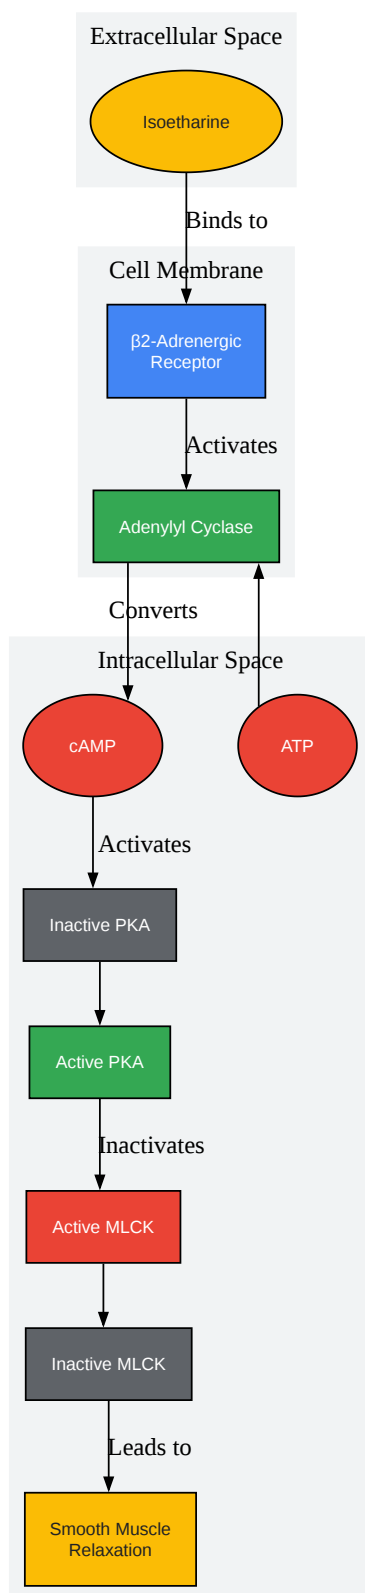 Extracellular Space
Isoetharine
Binds to
Cell Membrane
β2-Adrenergic
Receptor
Activates
Adenylyl Cyclase
Converts
Intracellular Space
cAMP
ATP
Activates
Inactive PKA
Active PKA
Inactivates
Active MLCK
Inactive MLCK
Leads to
Smooth Muscle
Relaxation